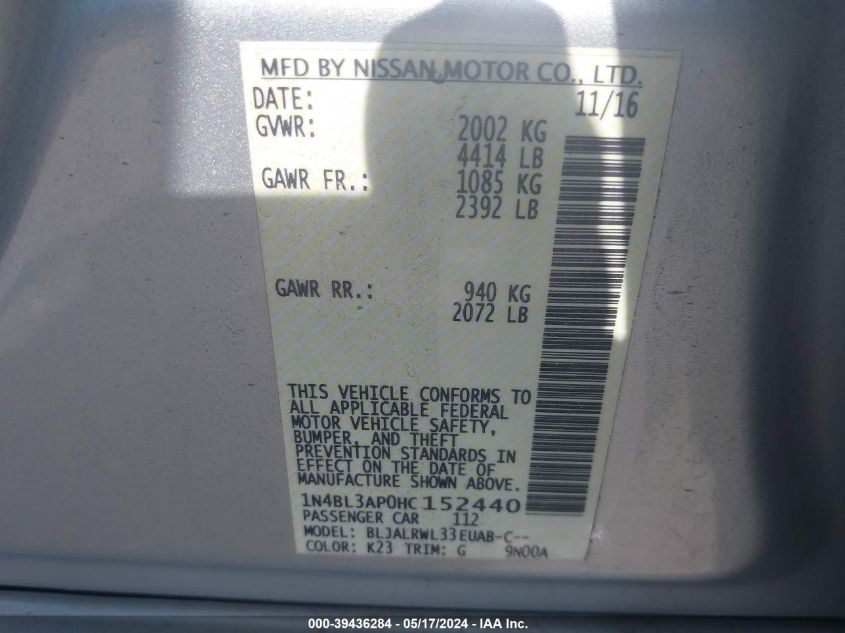 MFD BY NISSAN MOTOR CO., LTD.
DATE: 11/16
GVWR: 2002 KG
4414 LB
GAWR FR.: 1085 KG
2392 LB
GAWR RR.: 940 KG
2072 LB
THIS VEHICLE CONFORMS TO
ALL APPLICABLE FEDERAL
MOTOR VEHICLE SAFETY,
BUMPER, AND THEFT
PREVENTION STANDARDS IN
EFFECT ON THE DATE OF
MANUFACTURE SHOWN ABOVE.
1N4BL3AP0HC152440
PASSENGER CAR 112
MODEL: BLJALRWL33EUAB-C--
COLOR: K23 TRIM: G 9N00A
000-39436284 - 05/17/2024 - IAA Inc.